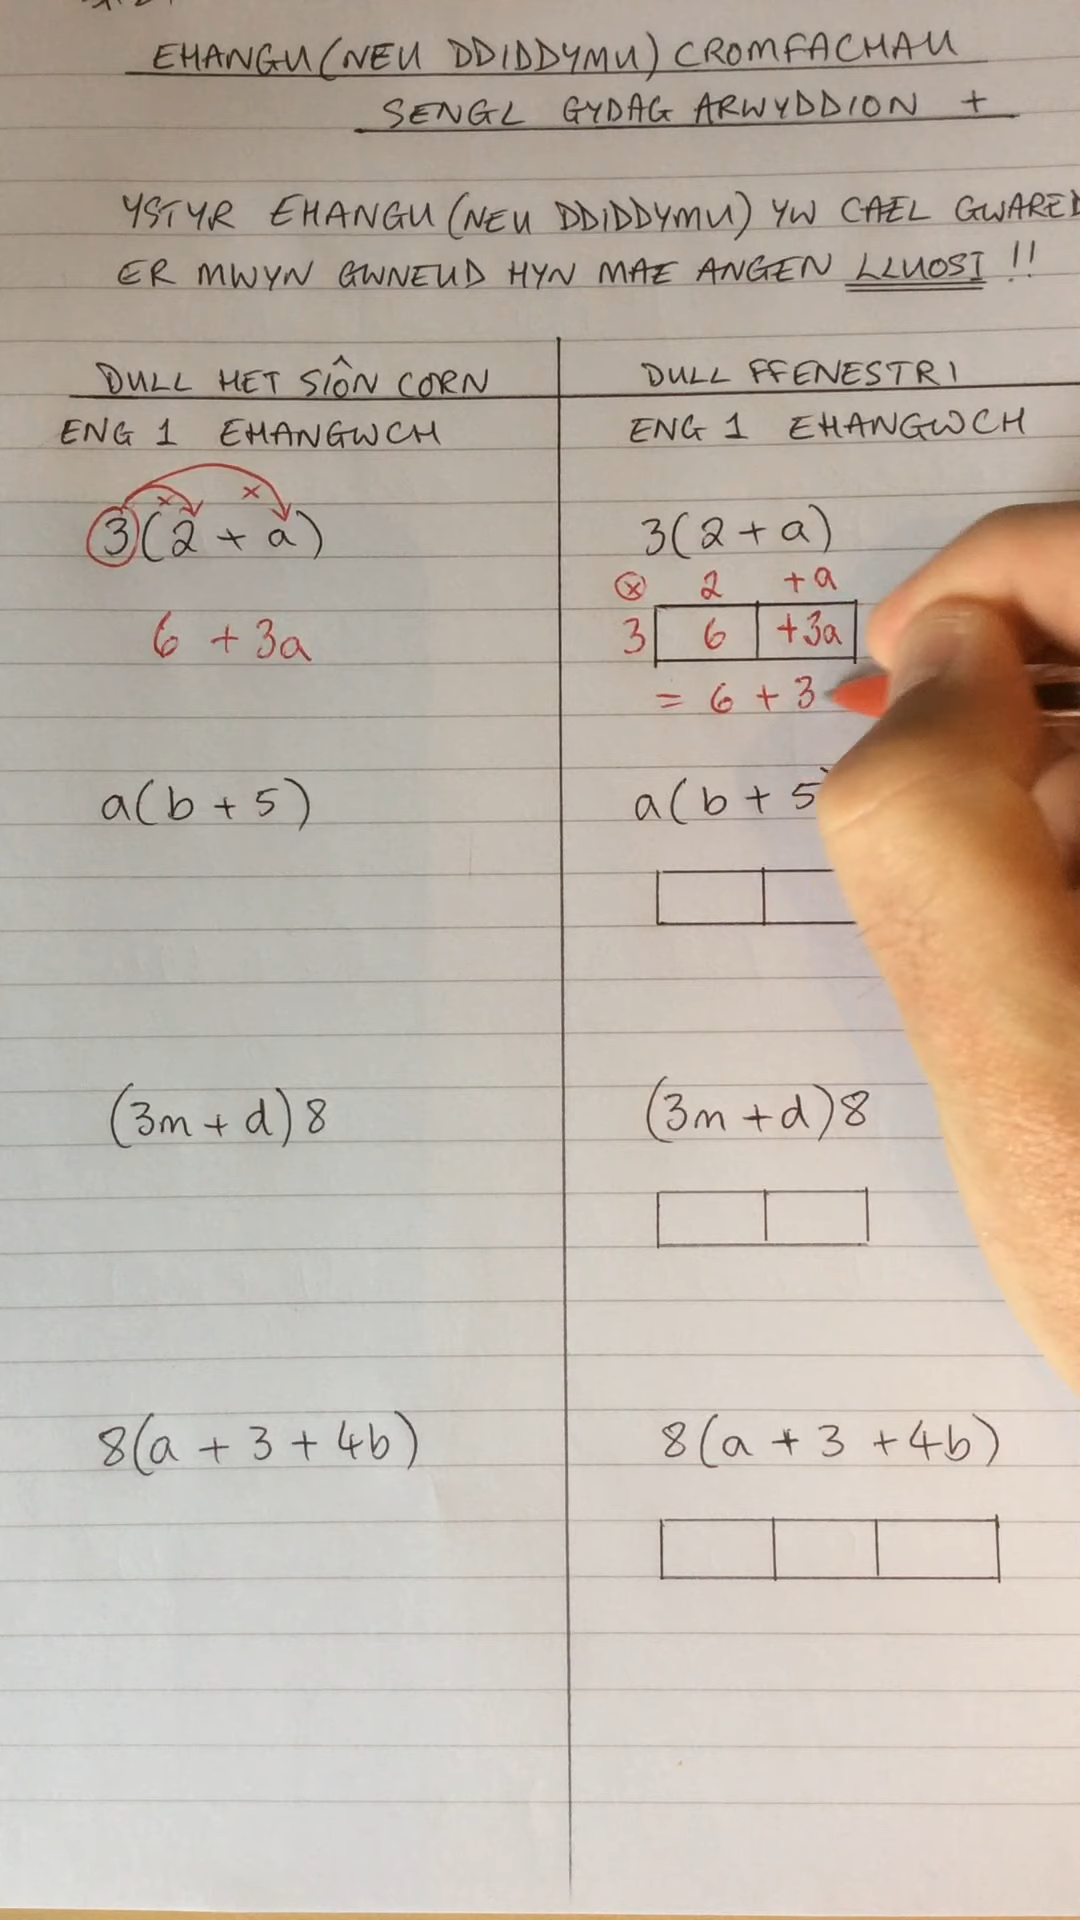 EHANGU (NEU DDIDDYMU) CROMFACHAU
SENGL GYDAG ARWYDDION +
YSTYR EHANGU (NEU DDIDDYMU) YW CAEL GWARED
ER MWYN GWNEUD HYN MAE ANGEN LLUOSI !!
DULL HET SIÔN CORN
ENG 1 EHANGWCH
3(2 + a)
x x
6 + 3a
a(b + 5)
(3m + d)8
8(a + 3 + 4b)
DULL FFENESTRI
ENG 1 EHANGWCH
3(2 + a)
ⓧ 2 +a
3 6 +3a
= 6 + 3
a(b + 5
(3m + d)8
8(a + 3 + 4b)